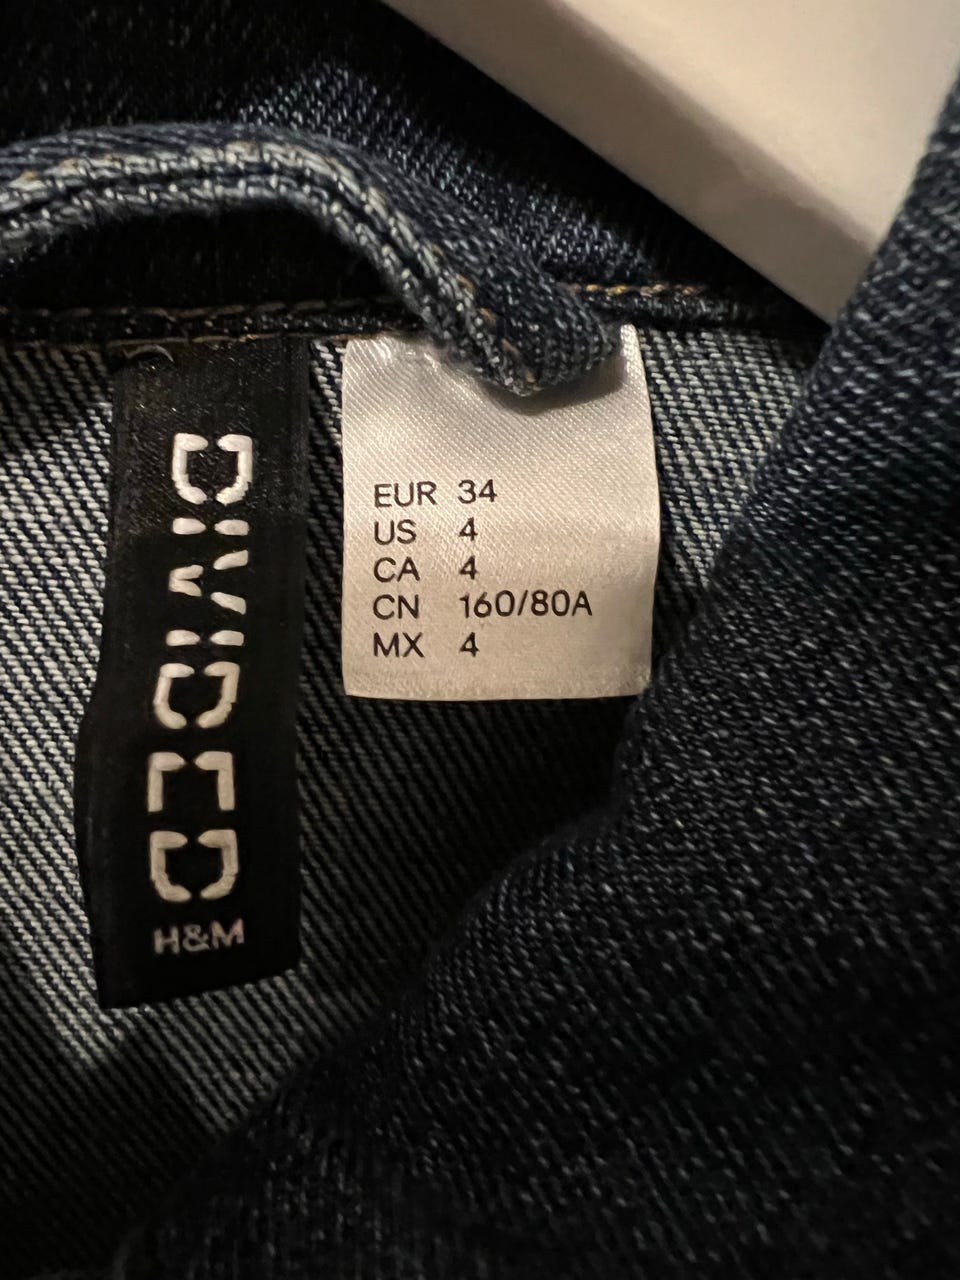 DIVIDED
H&M
EUR 34
US 4
CA 4
CN 160/80A
MX 4